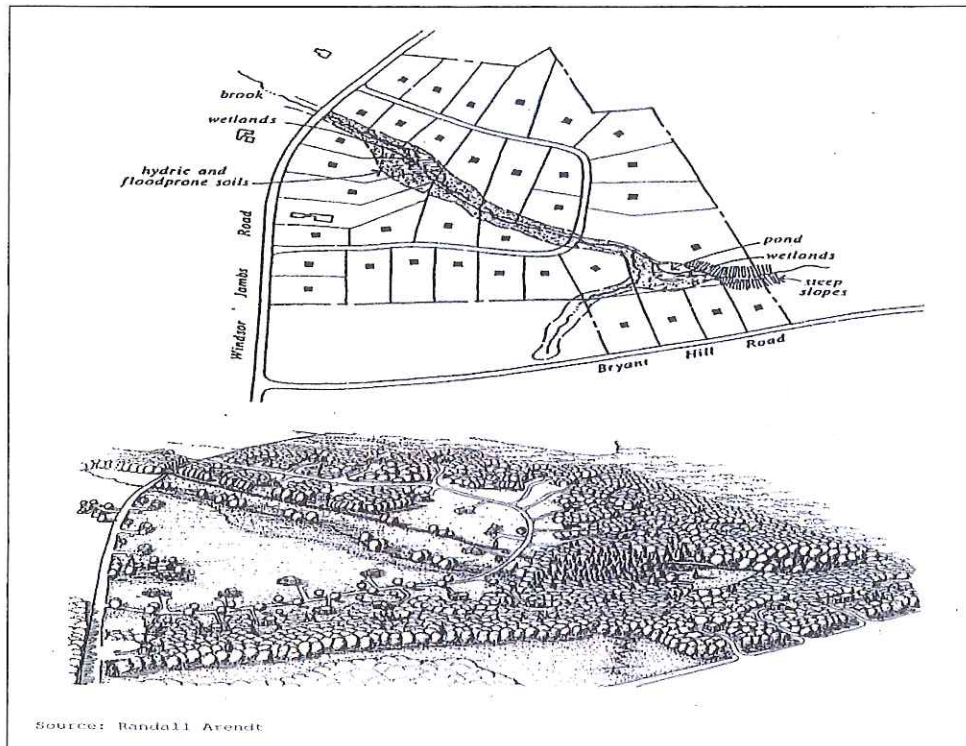 brook
wetlands
hydric and
floodprone soils
Road
Jambs
Windsor
pond
wetlands
steep
slopes
Bryant Hill Road
Source: Randall Arendt